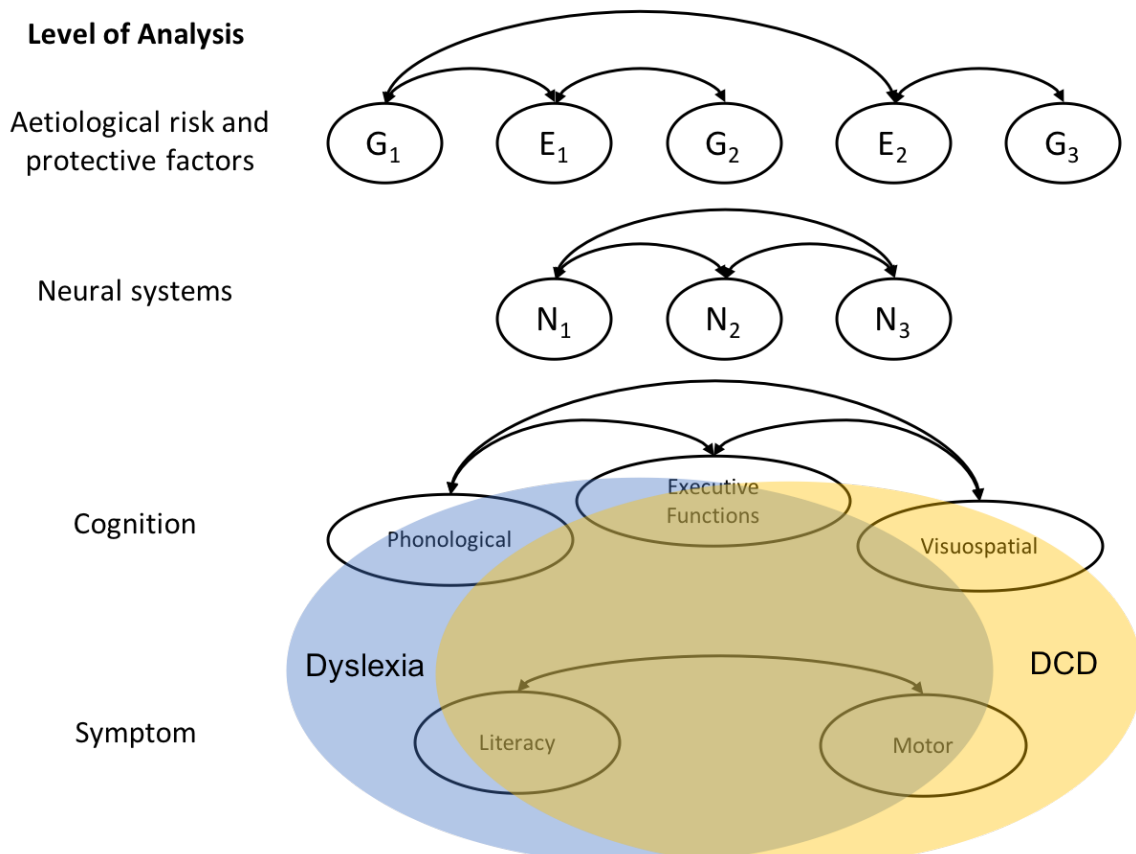 Level of Analysis
Aetiological risk and
protective factors
G₁
E₁
G₂
E₂
G₃
Neural systems
N₁
N₂
N₃
Cognition
Phonological
Executive
Functions
Visuospatial
Dyslexia
DCD
Symptom
Literacy
Motor